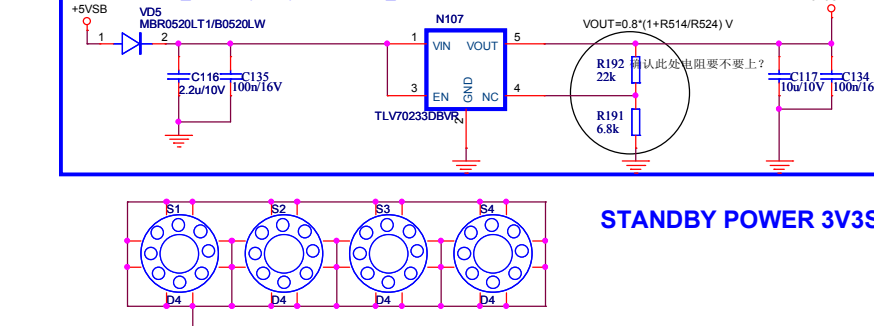 +5VSB
VD5
MBR0520LT1/B0520LW
1
2
C116
2.2u/10V
C135
100n/16V
N107
1
VIN
VOUT
5
3
EN
GND
NC
4
2
TLV70233DBVR
VOUT=0.8*(1+R514/R524) V
R192
22k
确认此处电阻要不要上?
R191
6.8k
C117
10u/10V
C134
100n/16
S1
S2
S3
S4
D4
D4
D4
D4
STANDBY POWER 3V3S